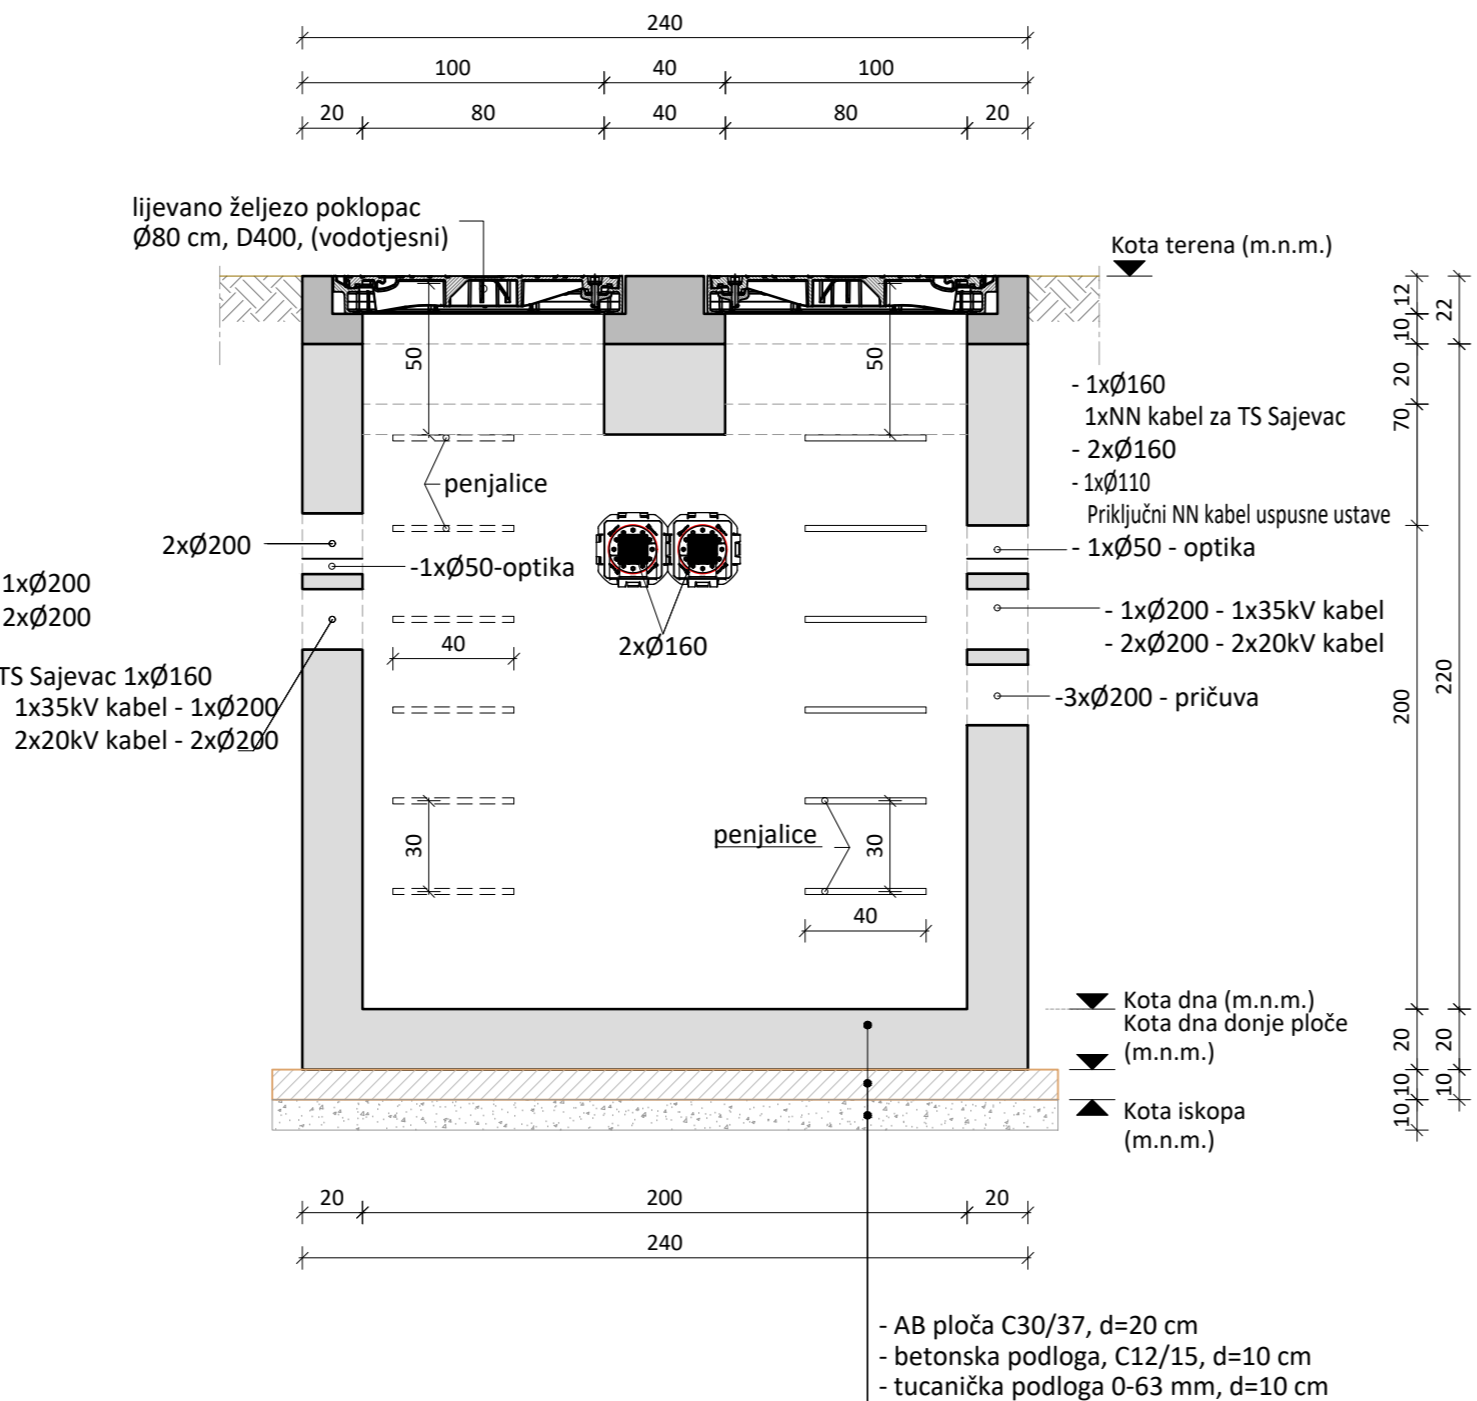 240
100 40 100
20 80 40 80 20
lijevano željezo poklopac
Ø80 cm, D400, (vodotjesni)
Kota terena (m.n.m.)
12
22
10
50
50
20
70
- 1xØ160
1xNN kabel za TS Sajevac
- 2xØ160
- 1xØ110
Priključni NN kabel uspusne ustave
- 1xØ50 - optika
penjalice
2xØ200
-1xØ50-optika
1xØ200
2xØ200
- 1xØ200 - 1x35kV kabel
- 2xØ200 - 2x20kV kabel
40
2xØ160
TS Sajevac 1xØ160
1x35kV kabel - 1xØ200
2x20kV kabel - 2xØ200
-3xØ200 - pričuva
200
220
penjalice
30
30
40
Kota dna (m.n.m.)
Kota dna donje ploče
(m.n.m.)
20
20
10
10
Kota iskopa
(m.n.m.)
10
20 200 20
240
- AB ploča C30/37, d=20 cm
- betonska podloga, C12/15, d=10 cm
- tucanička podloga 0-63 mm, d=10 cm